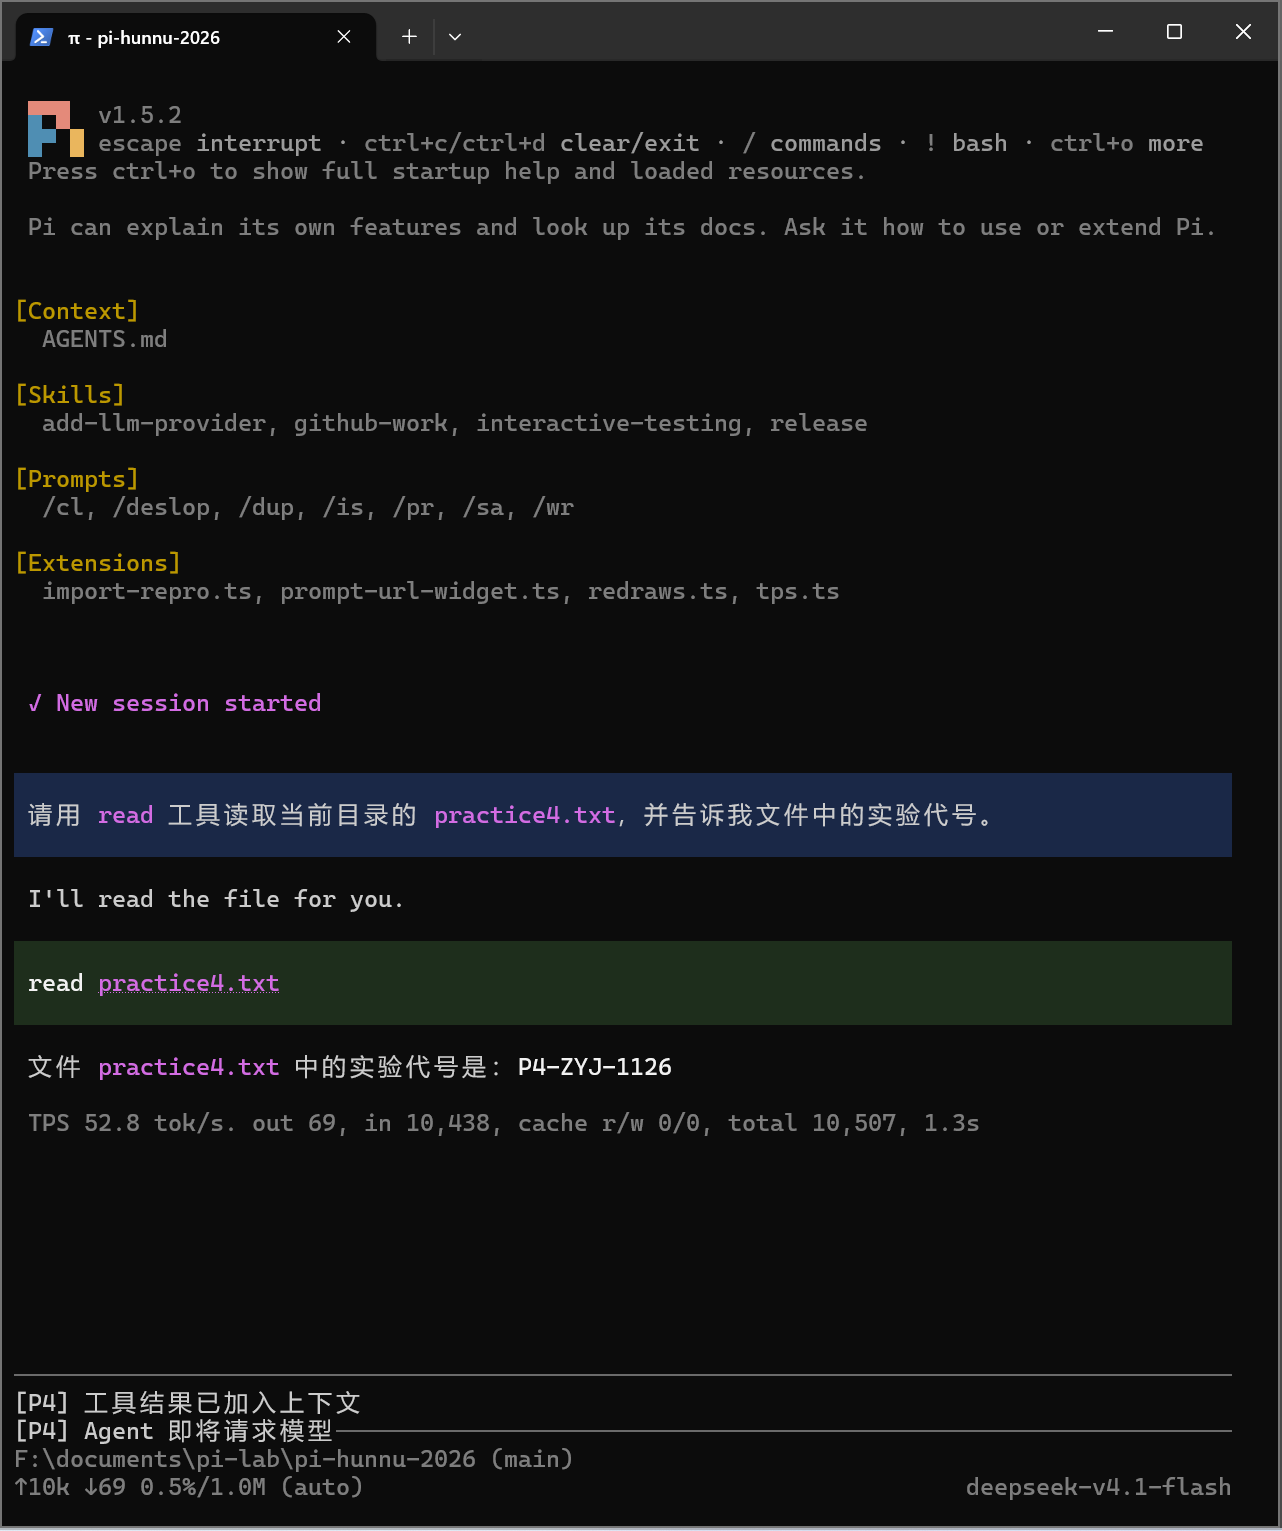 π - pi-hunnu-2026
v1.5.2
escape interrupt · ctrl+c/ctrl+d clear/exit · / commands · ! bash · ctrl+o more
Press ctrl+o to show full startup help and loaded resources.
Pi can explain its own features and look up its docs. Ask it how to use or extend Pi.
[Context]
AGENTS.md
[Skills]
add-llm-provider, github-work, interactive-testing, release
[Prompts]
/cl, /deslop, /dup, /is, /pr, /sa, /wr
[Extensions]
import-repro.ts, prompt-url-widget.ts, redraws.ts, tps.ts
✓ New session started
请用 read 工具读取当前目录的 practice4.txt，并告诉我文件中的实验代号。
I'll read the file for you.
read practice4.txt
文件 practice4.txt 中的实验代号是：P4-ZYJ-1126
TPS 52.8 tok/s. out 69, in 10,438, cache r/w 0/0, total 10,507, 1.3s
[P4] 工具结果已加入上下文
[P4] Agent 即将请求模型
F:\documents\pi-lab\pi-hunnu-2026 (main)
↑10k ↓69 0.5%/1.0M (auto) deepseek-v4.1-flash